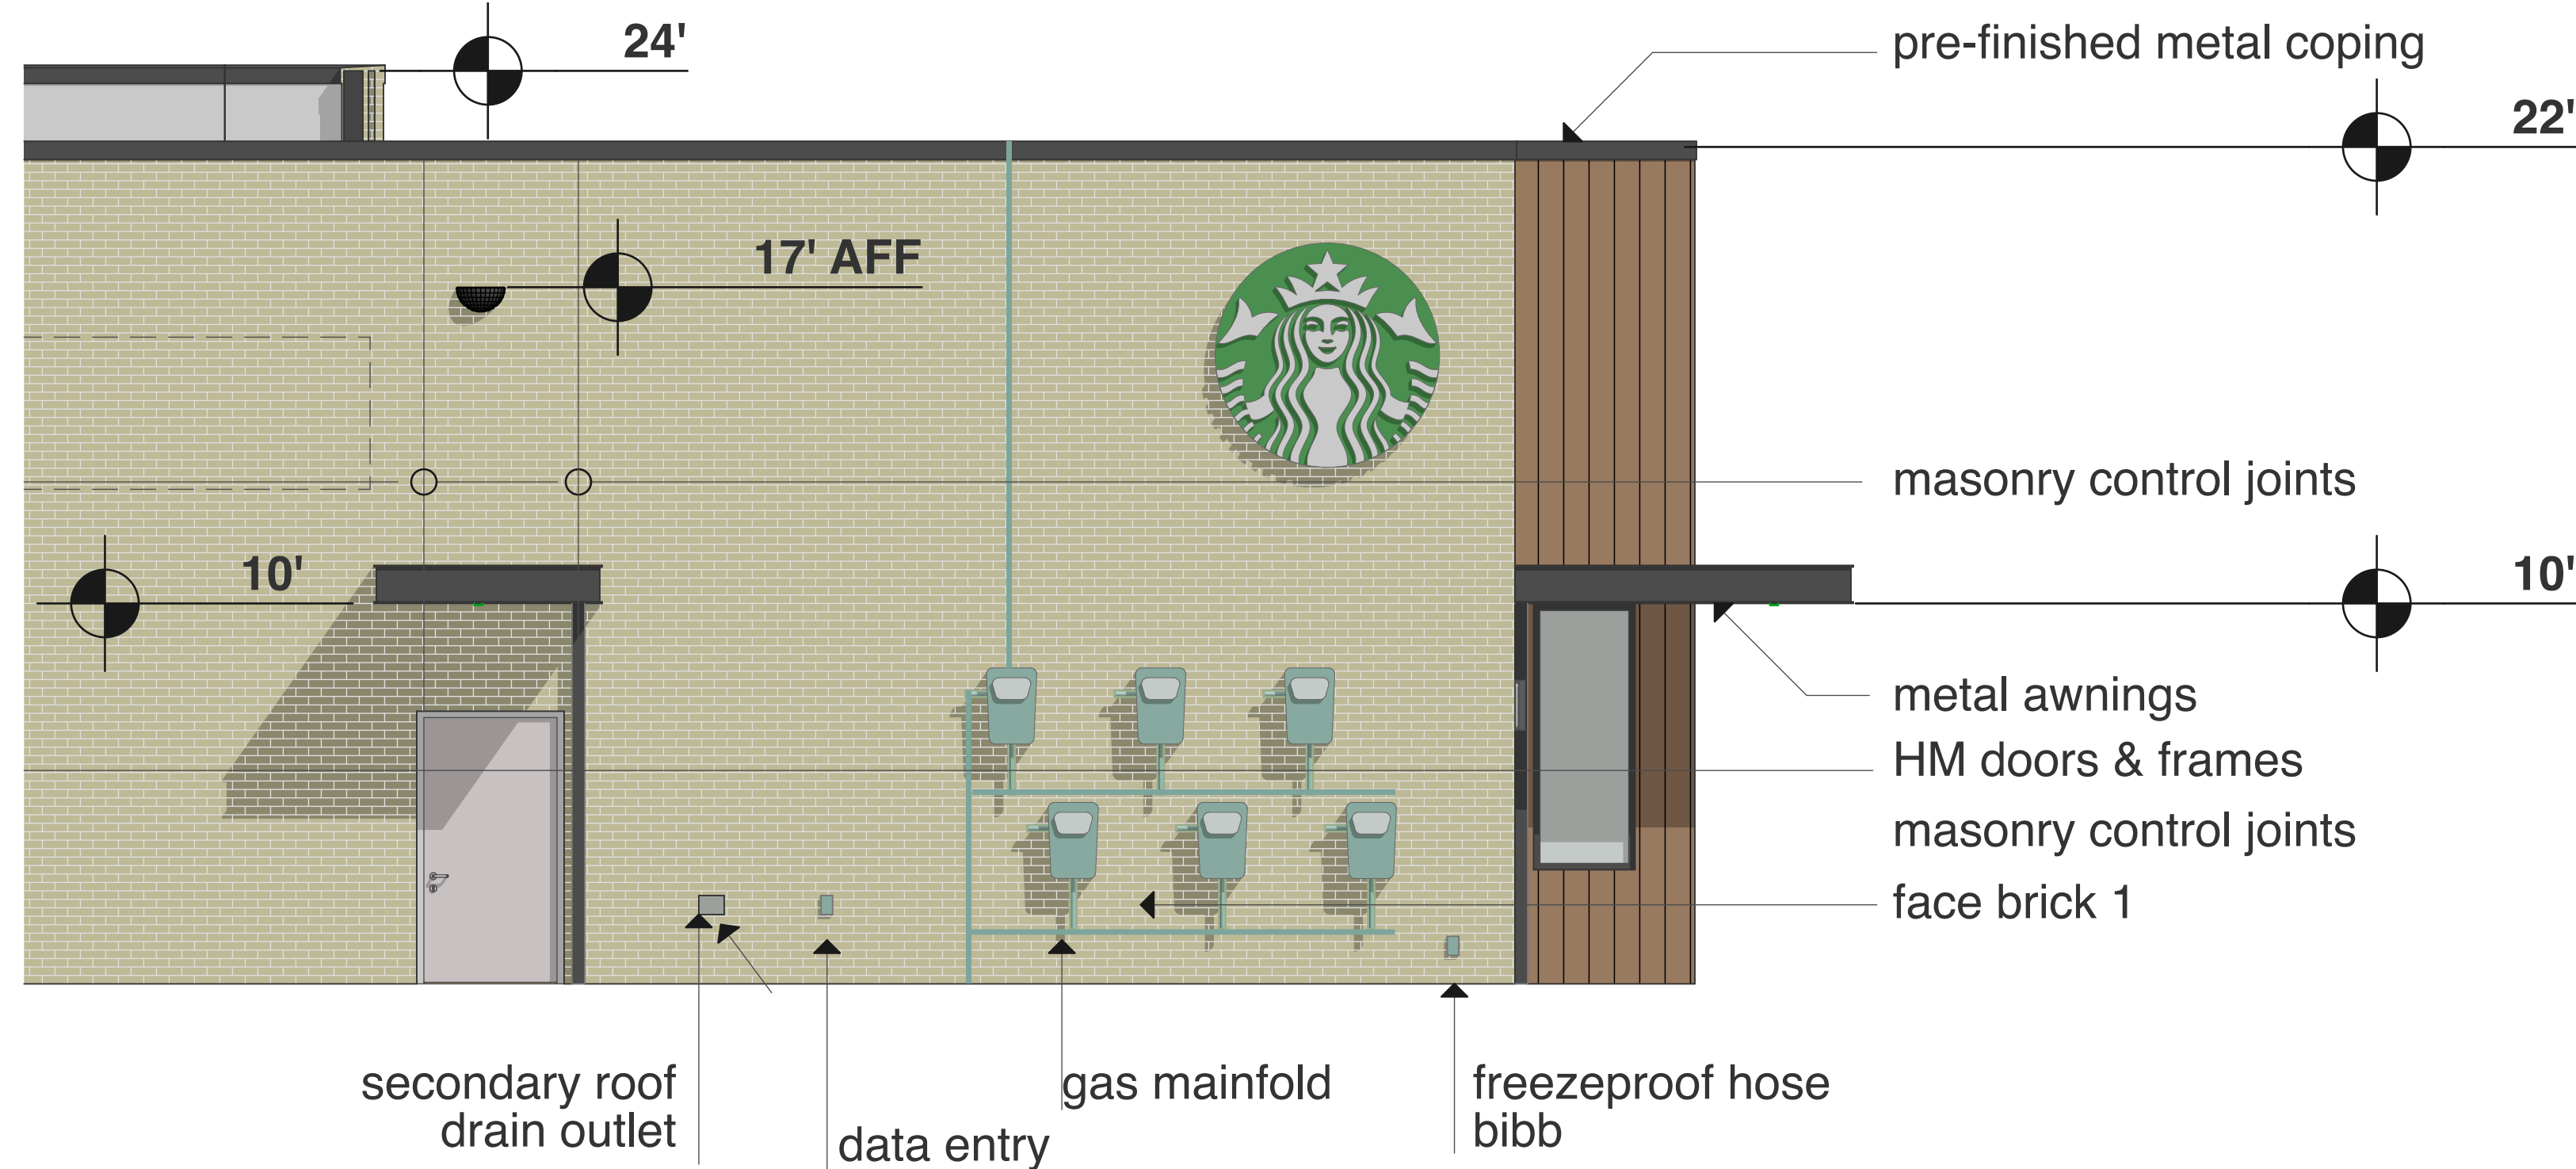 24'
pre-finished metal coping
22'
17' AFF
masonry control joints
10'
10'
metal awnings
HM doors & frames
masonry control joints
face brick 1
secondary roof
drain outlet
data entry
gas mainfold
freezeproof hose
bibb